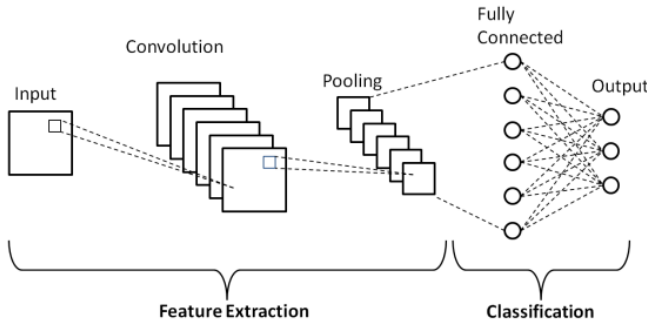 Input
Convolution
Pooling
Fully
Connected
Output
Feature Extraction
Classification